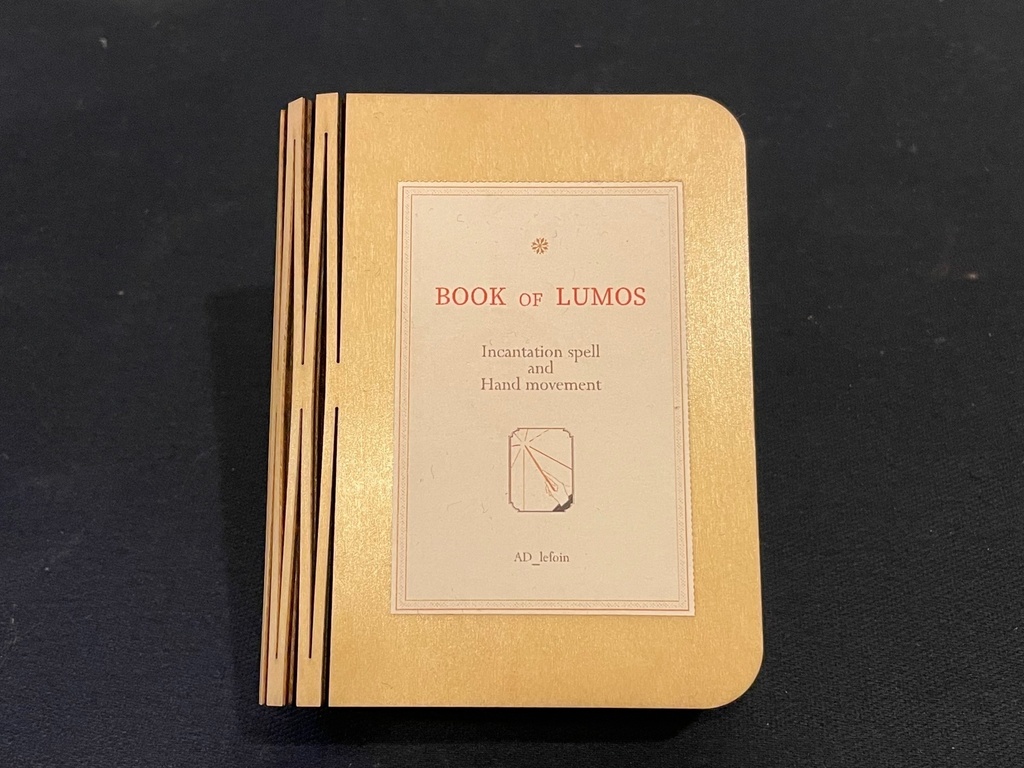 BOOK OF LUMOS
Incantation spell
and
Hand movement
AD_lefoin